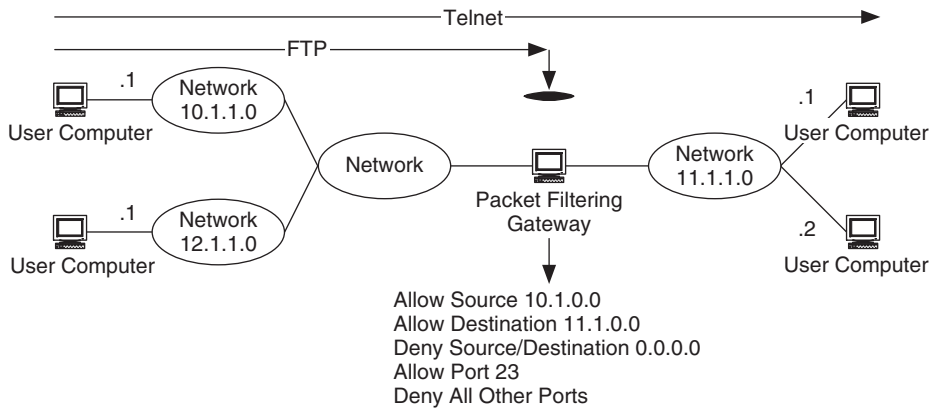 Telnet
FTP
.1
Network
10.1.1.0
User Computer
.1
Network
12.1.1.0
User Computer
Network
Packet Filtering
Gateway
Network
11.1.1.0
.1
User Computer
.2
User Computer
Allow Source 10.1.0.0
Allow Destination 11.1.0.0
Deny Source/Destination 0.0.0.0
Allow Port 23
Deny All Other Ports